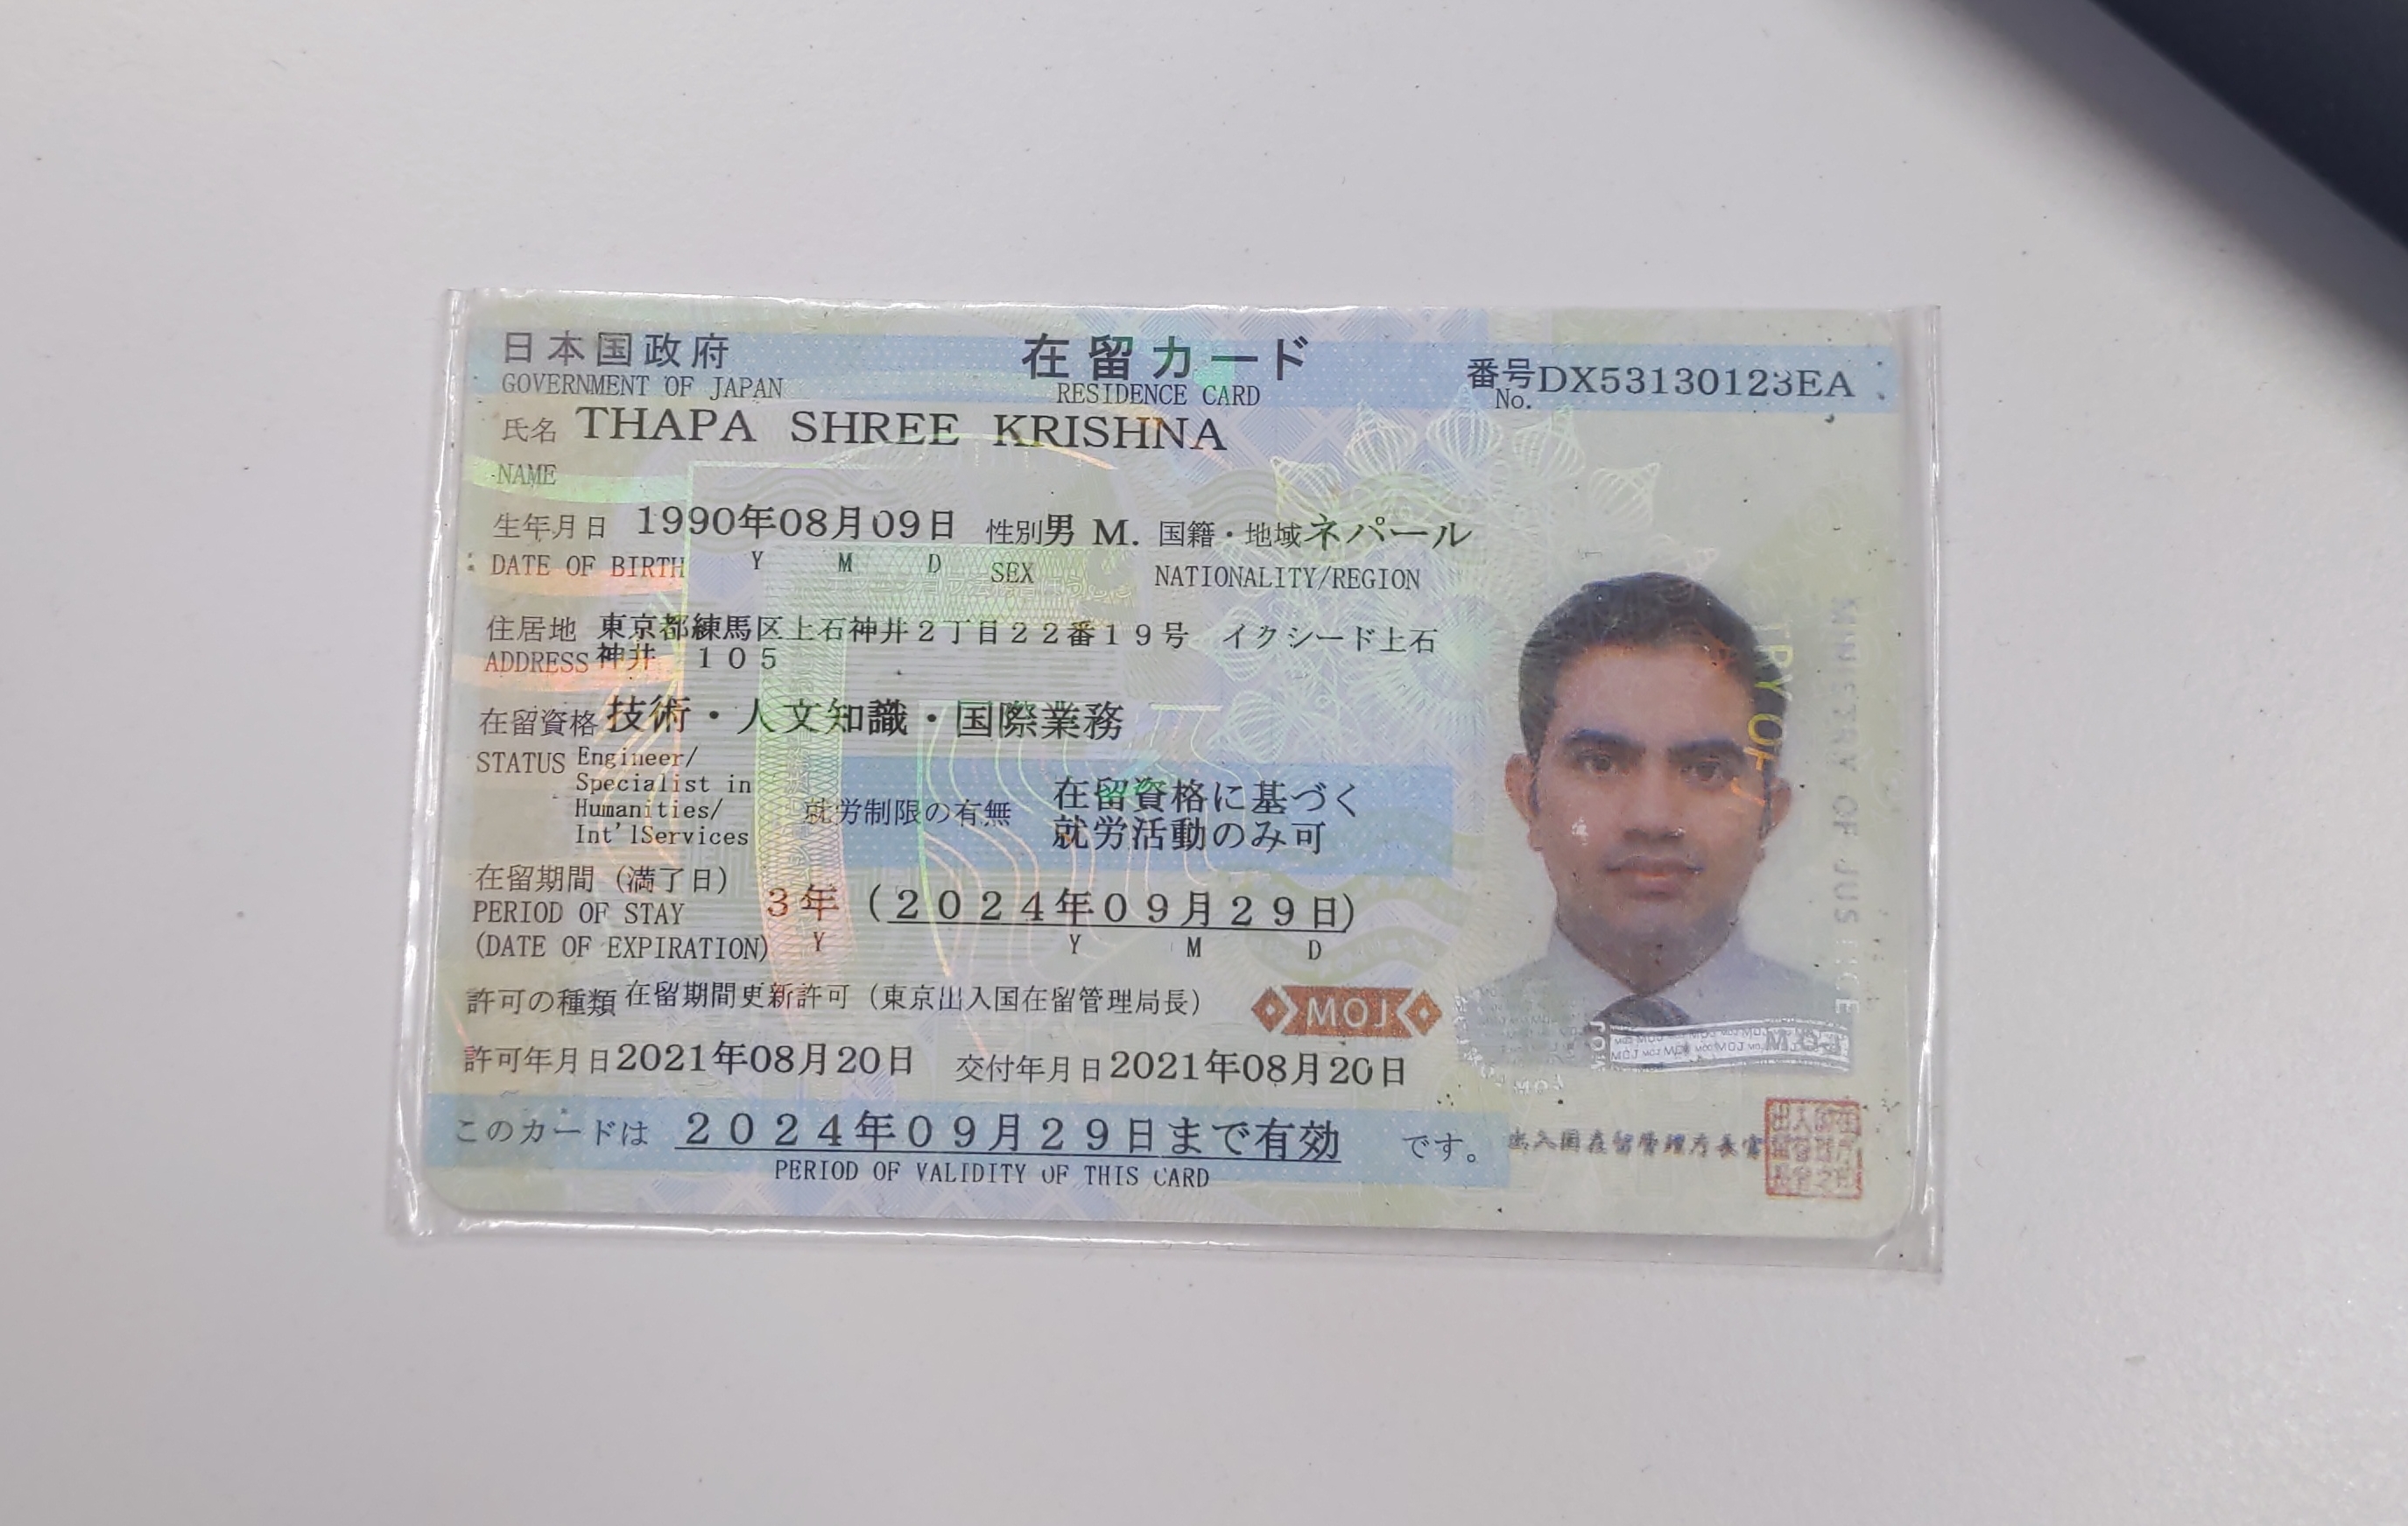 日本国政府 在留カード 番号DX53130123EA
GOVERNMENT OF JAPAN RESIDENCE CARD No.
氏名 THAPA SHREE KRISHNA
NAME
生年月日 1990年08月09日 性別男 M. 国籍・地域ネパール
DATE OF BIRTH Y M D SEX NATIONALITY/REGION
住居地 東京都練馬区上石神井2丁目22番19号 イクシード上石
ADDRESS 神井 105
在留資格 技術・人文知識・国際業務
STATUS Engineer/
Specialist in
Humanities/
Int'lServices
就労制限の有無 在留資格に基づく
就労活動のみ可
在留期間（満了日）
PERIOD OF STAY
(DATE OF EXPIRATION)
3年（2024年09月29日）
Y Y M D
許可の種類 在留期間更新許可（東京出入国在留管理局長）
MOJ
許可年月日 2021年08月20日 交付年月日 2021年08月20日
このカードは 2024年09月29日まで有効 です。
PERIOD OF VALIDITY OF THIS CARD
出入国在留管理庁長官
MINISTRY OF JUSTICE